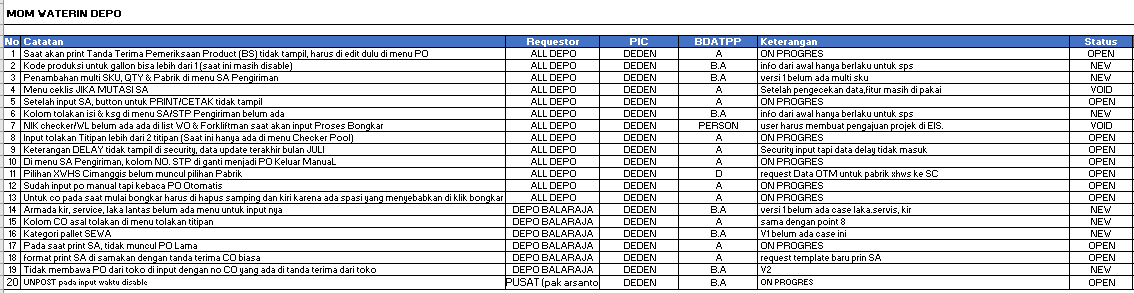 MOM WATERIN DEPO
No Catatan Requestor PIC BDATPP Keterangan Status
1 Saat akan print Tanda Terima Pemeriksaan Product (BS) tidak tampil, harus di edit dulu di menu PO ALL DEPO DEDEN A ON PROGRES OPEN
2 Kode produksi untuk gallon bisa lebih dari 1 (saat ini masih disable) ALL DEPO DEDEN B.A info dari awal hanya berlaku untuk sps NEW
3 Penambahan multi SKU, QTY & Pabrik di menu SA Pengiriman ALL DEPO DEDEN B.A versi 1 belum ada multi sku NEW
4 Menu ceklis JIKA MUTASI SA ALL DEPO DEDEN A Setelah pengecekan data,fitur masih di pakai VOID
5 Setelah input SA, button untuk PRINT/CETAK tidak tampil ALL DEPO DEDEN A ON PROGRES OPEN
6 Kolom tolakan isi & ksg di menu SA/STP Pengiriman belum ada ALL DEPO DEDEN B.A info dari awal hanya berlaku untuk sps NEW
7 NIK checker/WL belum ada ada di list WO & Forkliftman saat akan input Proses Bongkar ALL DEPO DEDEN PERSON user harus membuat pengajuan projek di EIS. VOID
8 Input tolakan Titipan lebih dari 2 titipan (Saat ini hanya ada di menu Checker Pool) ALL DEPO DEDEN A ON PROGRES OPEN
9 Keterangan DELAY tidak tampil di security, data update terakhir bulan JULI ALL DEPO DEDEN A Security input tapi data delay tidak masuk OPEN
10 Di menu SA Pengiriman, kolom NO. STP di ganti menjadi PO Keluar ManuaL ALL DEPO DEDEN A ON PROGRES OPEN
11 Pilihan XWHS Cimanggis belum muncul pilihan Pabrik ALL DEPO DEDEN D request Data OTM untuk pabrik xhws ke SC OPEN
12 Sudah input po manual tapi kebaca PO Otomatis ALL DEPO DEDEN A ON PROGRES OPEN
13 Untuk co pada saat mulai bongkar harus di hapus samping dan kiri karena ada spasi yang menyebabkan di klik bongkar ALL DEPO DEDEN A ON PROGRES OPEN
14 Armada kir, service, laka lantas belum ada menu untuk input nya DEPO BALARAJA DEDEN B.A versi 1 belum ada case laka.servis, kir NEW
15 Kolom CO asal tolakan di menu tolakan titipan DEPO BALARAJA DEDEN A sama dengan point 8 NEW
16 Kategori pallet SEWA DEPO BALARAJA DEDEN B.A V1 belum ada case ini NEW
17 Pada saat print SA, tidak muncul PO Lama DEPO BALARAJA DEDEN A ON PROGRES OPEN
18 format print SA di samakan dengan tanda terima CO biasa DEPO BALARAJA DEDEN A request template baru prin SA OPEN
19 Tidak membawa PO dari toko di input dengan no CO yang ada di tanda terima dari toko DEPO BALARAJA DEDEN B.A V2 NEW
20 UNPOST pada input waktu disable PUSAT (pak arsanto DEDEN B.A ON PROGRES OPEN